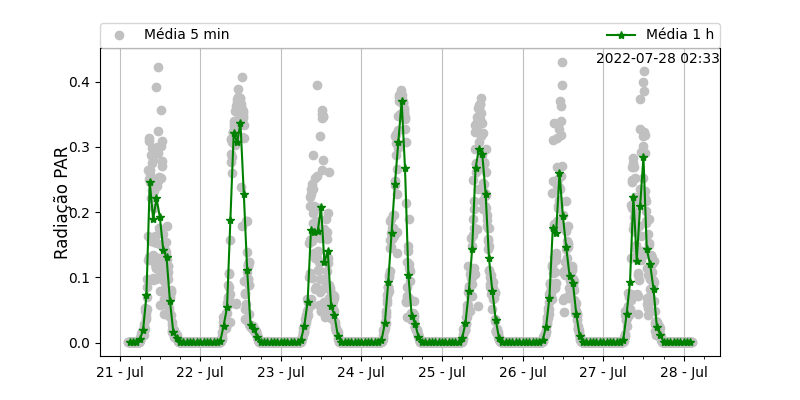 Média 5 min
Média 1 h
2022-07-28 02:33
Radiação PAR
0.4
0.3
0.2
0.1
0.0
21 - Jul
22 - Jul
23 - Jul
24 - Jul
25 - Jul
26 - Jul
27 - Jul
28 - Jul